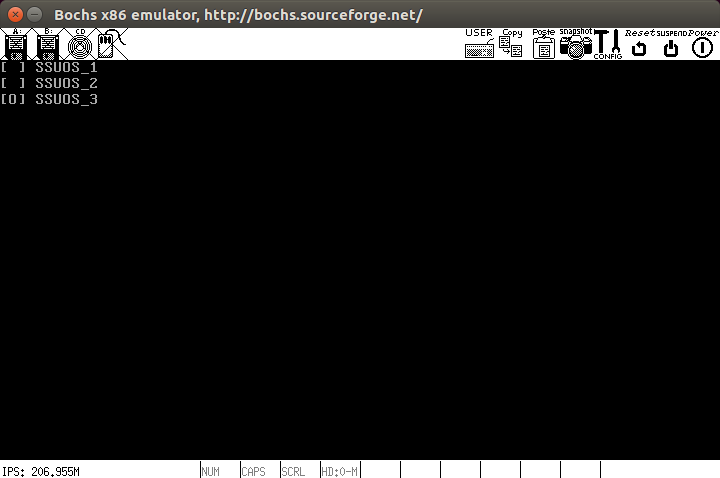 Bochs x86 emulator, http://bochs.sourceforge.net/
A: B: CD USER Copy Paste snapshot CONFIG Reset SUSPEND Power
[ ] SSUOS_1
[ ] SSUOS_2
[O] SSUOS_3
IPS: 206.955M NUM CAPS SCRL HD:0-M